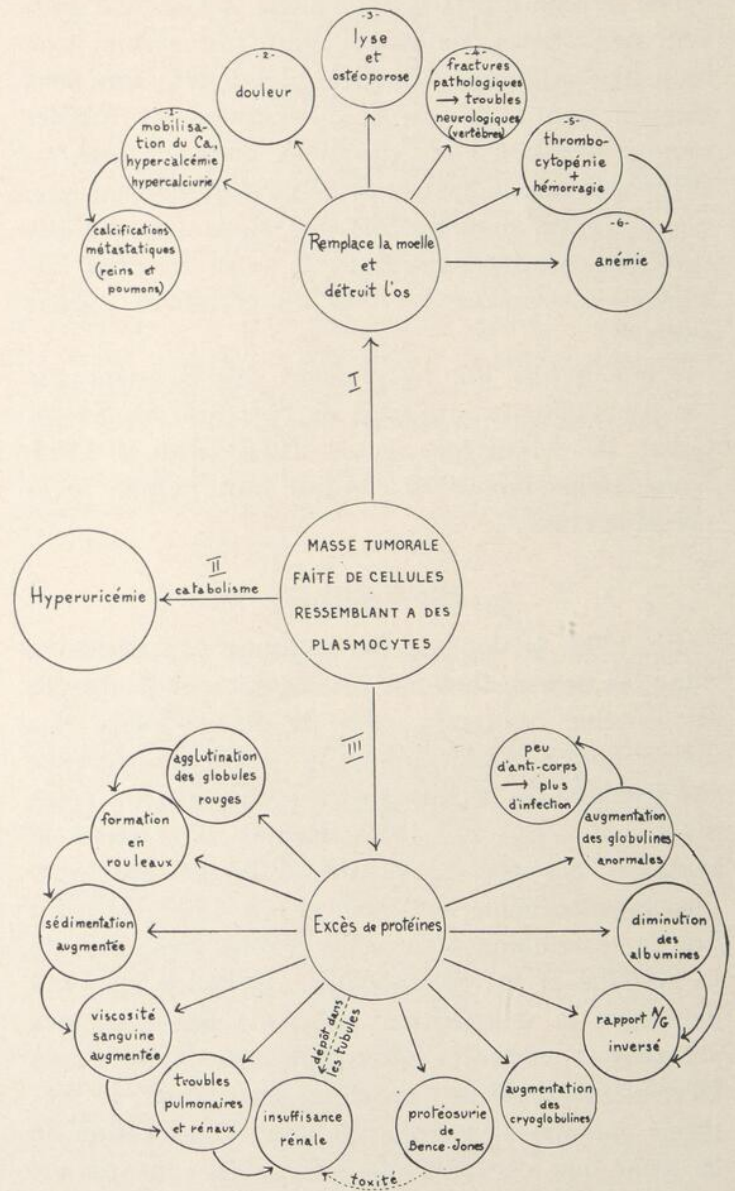 -3-
lyse
et
ostéoporose
-2-
douleur
-4-
fractures
pathologiques
→ troubles
neurologiques
(vertèbres)
-1-
mobilisa-
tion du Ca,
hypercalcémie
hypercalciurie
-5-
thrombo-
cytopénie
+
hémorragie
calcifications
métastatiques
(reins et
poumons)
Remplace la moelle
et
détruit l'os
-6-
anémie
I
MASSE TUMORALE
FAITE DE CELLULES
RESSEMBLANT A DES
PLASMOCYTES
II
catabolisme
Hyperuricémie
III
agglutination
des globules
rouges
peu
d'anti-corps
→ plus
d'infection
formation
en
rouleaux
augmentation
des globulines
anormales
sédimentation
augmentée
Excès de protéines
diminution
des
albumines
viscosité
sanguine
augmentée
rapport A/G
inversé
dépôt dans
les tubules
troubles
pulmonaires
et rénaux
insuffisance
rénale
protéosurie
de
Bence-Jones
augmentation
des
cryoglobulines
toxité